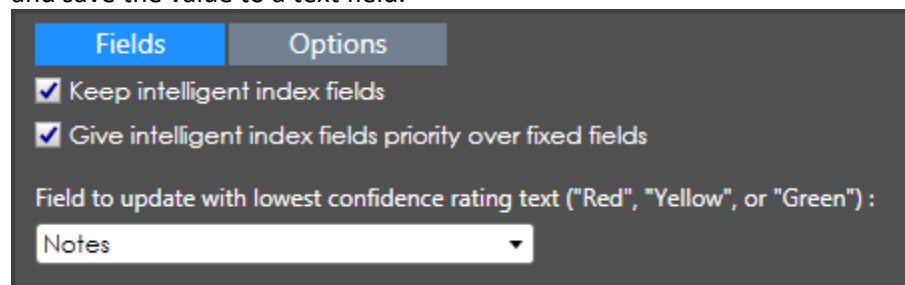 and save the value to a text field.
Fields Options
Keep intelligent index fields
Give intelligent index fields priority over fixed fields
Field to update with lowest confidence rating text ("Red", "Yellow", or "Green") :
Notes